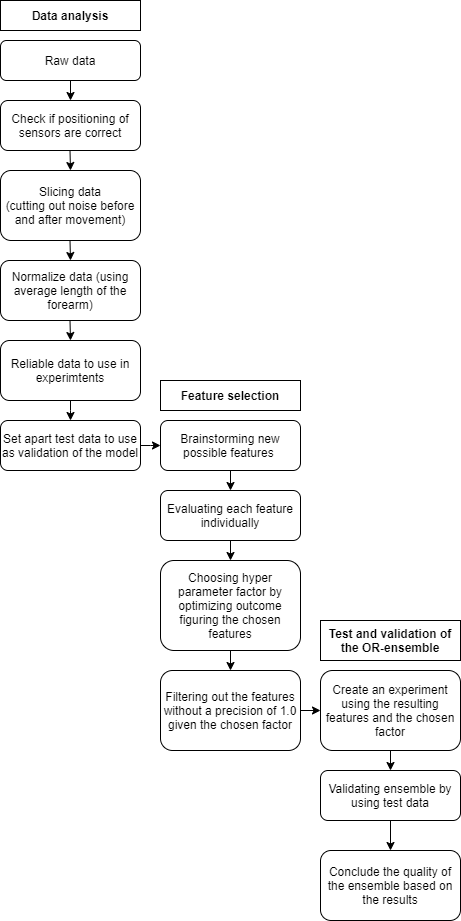 Data analysis
Raw data
Check if positioning of
sensors are correct
Slicing data
(cutting out noise before
and after movement)
Normalize data (using
average length of the
forearm)
Reliable data to use in
experimtents
Set apart test data to use
as validation of the model
Feature selection
Brainstorming new
possible features
Evaluating each feature
individually
Choosing hyper
parameter factor by
optimizing outcome
figuring the chosen
features
Filtering out the features
without a precision of 1.0
given the chosen factor
Test and validation of
the OR-ensemble
Create an experiment
using the resulting
features and the chosen
factor
Validating ensemble by
using test data
Conclude the quality of
the ensemble based on
the results